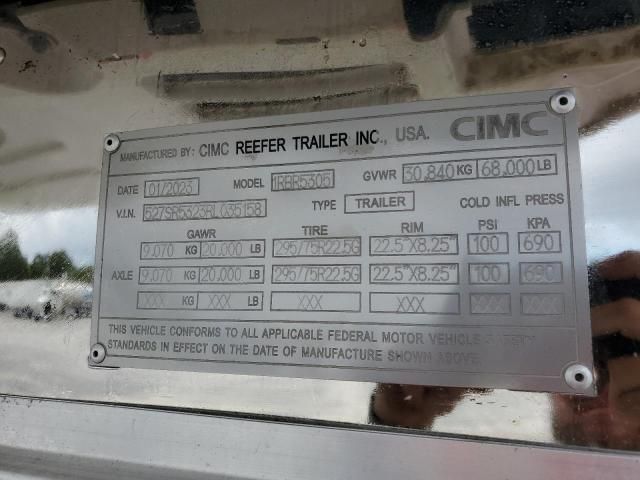 MANUFACTURED BY: CIMC REEFER TRAILER INC., USA. CIMC
DATE 01/2023 MODEL 1RBR5305 GVWR 30,840 KG 68,000 LB
V.I.N. 527SR5323RL035158 TYPE TRAILER COLD INFL PRESS
GAWR TIRE RIM PSI KPA
9,070 KG 20,000 LB 295/75R22.5G 22.5"X8.25" 100 690
AXLE 9,070 KG 20,000 LB 295/75R22.5G 22.5"X8.25" 100 690
XXX KG XXX LB XXX XXX XXX XXX
THIS VEHICLE CONFORMS TO ALL APPLICABLE FEDERAL MOTOR VEHICLE SAFETY
STANDARDS IN EFFECT ON THE DATE OF MANUFACTURE SHOWN ABOVE.